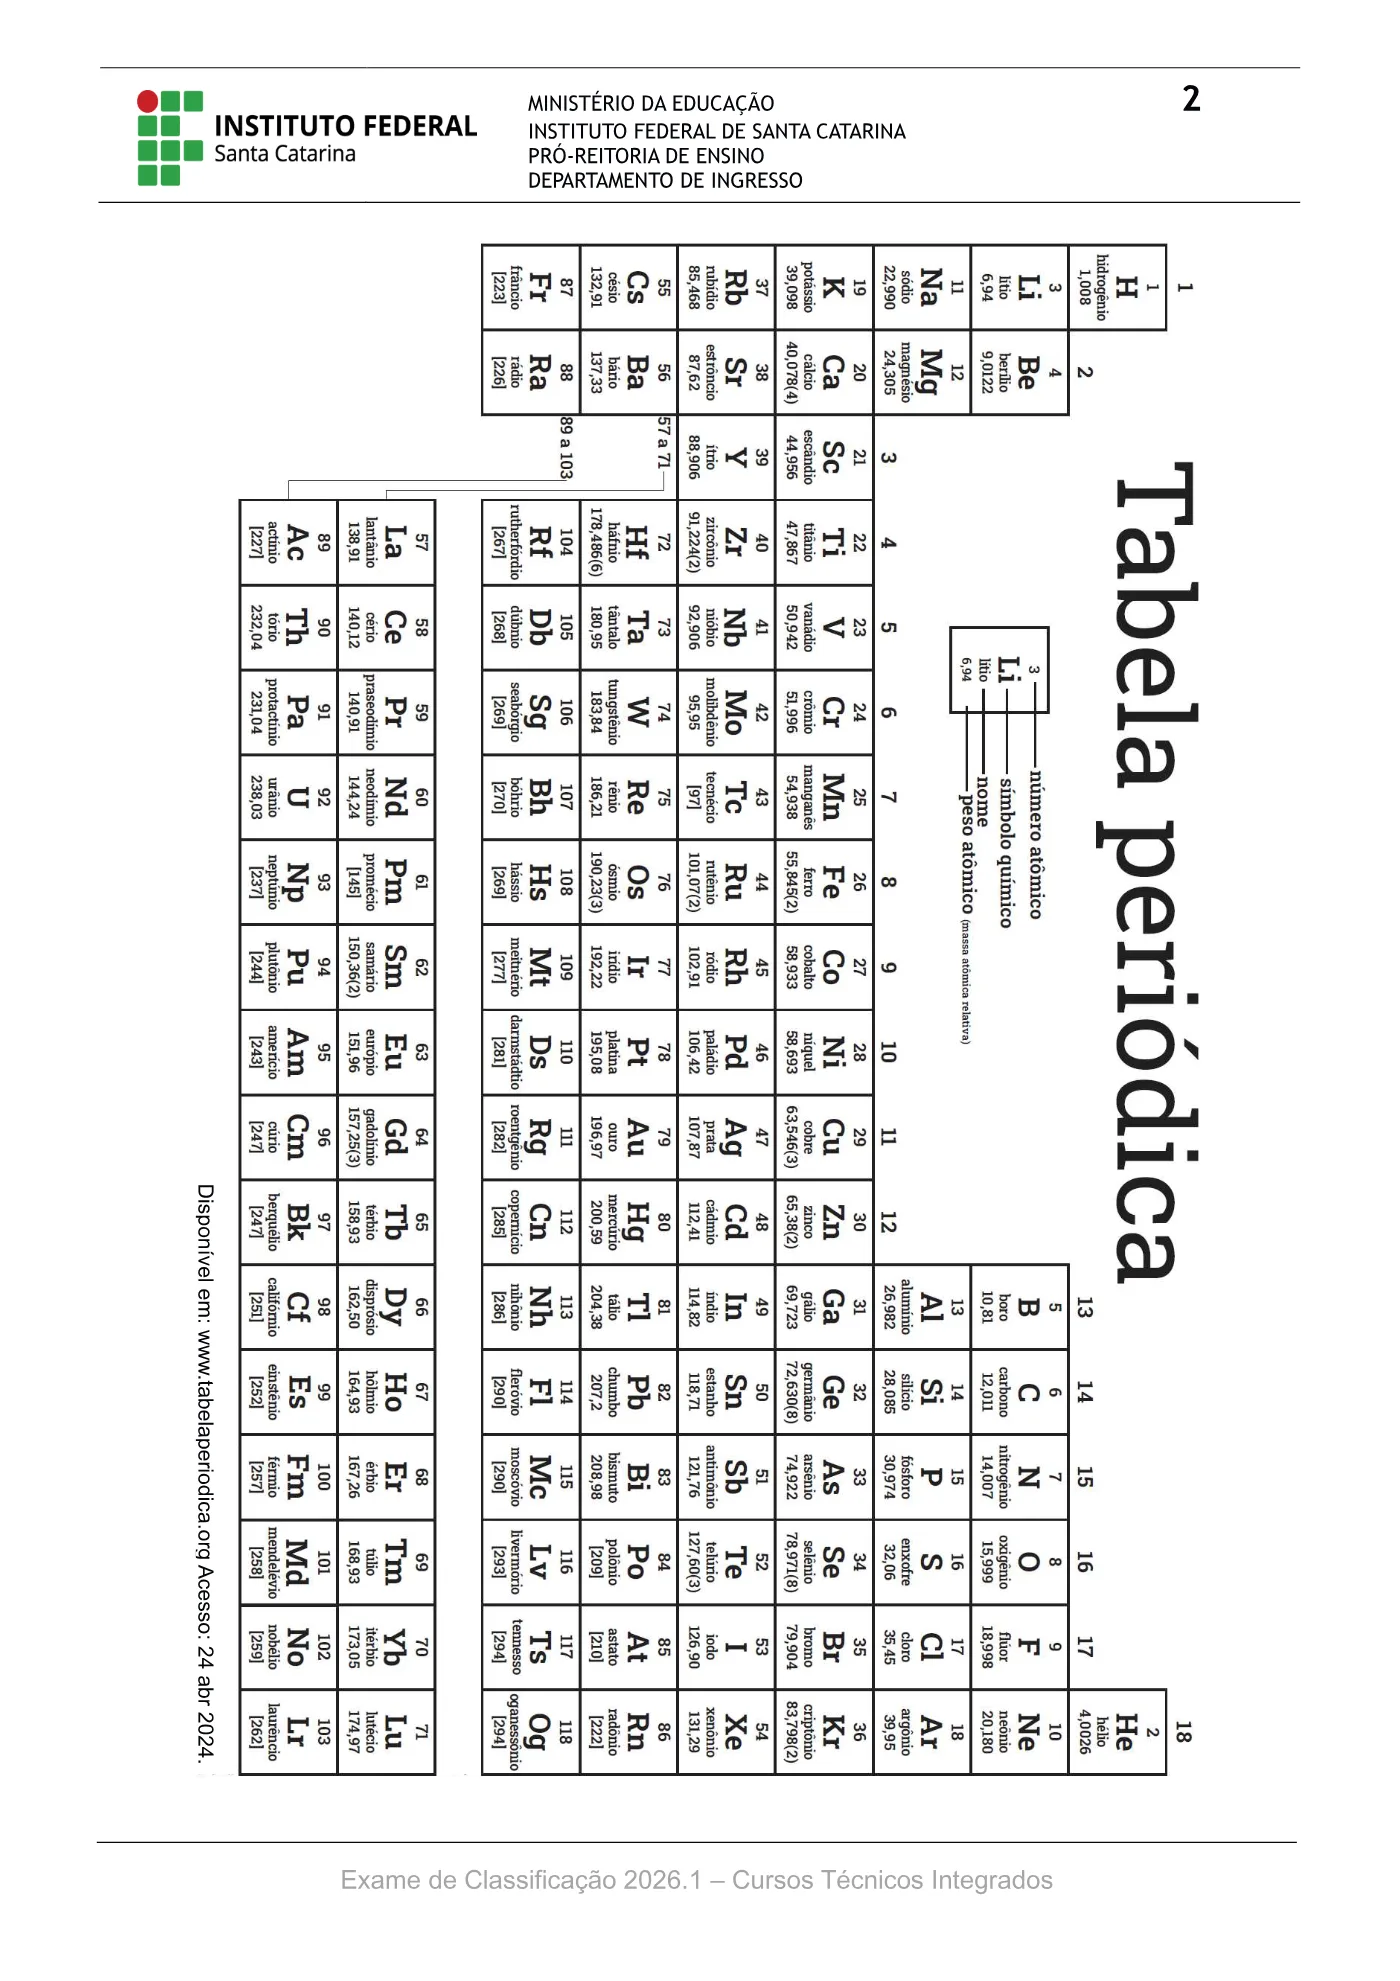 INSTITUTO FEDERAL
Santa Catarina
MINISTÉRIO DA EDUCAÇÃO
INSTITUTO FEDERAL DE SANTA CATARINA
PRÓ-REITORIA DE ENSINO
DEPARTAMENTO DE INGRESSO
2
Tabela periódica
1 2 3 4 5 6 7 8 9 10 11 12 13 14 15 16 17 18
3 Li lítio 6,94
número atômico
símbolo químico
nome
peso atômico (massa atômica relativa)
1 H hidrogênio 1,008
2 He hélio 4,0026
3 Li lítio 6,94
4 Be berílio 9,0122
5 B boro 10,81
6 C carbono 12,011
7 N nitrogênio 14,007
8 O oxigênio 15,999
9 F flúor 18,998
10 Ne neônio 20,180
11 Na sódio 22,990
12 Mg magnésio 24,305
13 Al alumínio 26,982
14 Si silício 28,085
15 P fósforo 30,974
16 S enxofre 32,06
17 Cl cloro 35,45
18 Ar argônio 39,95
19 K potássio 39,098
20 Ca cálcio 40,078(4)
21 Sc escândio 44,956
22 Ti titânio 47,867
23 V vanádio 50,942
24 Cr crômio 51,996
25 Mn manganês 54,938
26 Fe ferro 55,845(2)
27 Co cobalto 58,933
28 Ni níquel 58,693
29 Cu cobre 63,546(3)
30 Zn zinco 65,38(2)
31 Ga gálio 69,723
32 Ge germânio 72,630(8)
33 As arsênio 74,922
34 Se selênio 78,971(8)
35 Br bromo 79,904
36 Kr criptônio 83,798(2)
37 Rb rubídio 85,468
38 Sr estrôncio 87,62
39 Y ítrio 88,906
40 Zr zircônio 91,224(2)
41 Nb nióbio 92,906
42 Mo molibdênio 95,95
43 Tc tecnécio [97]
44 Ru rutênio 101,07(2)
45 Rh ródio 102,91
46 Pd paládio 106,42
47 Ag prata 107,87
48 Cd cádmio 112,41
49 In índio 114,82
50 Sn estanho 118,71
51 Sb antimônio 121,76
52 Te telúrio 127,60(3)
53 I iodo 126,90
54 Xe xenônio 131,29
55 Cs césio 132,91
56 Ba bário 137,33
57 a 71
72 Hf háfnio 178,486(6)
73 Ta tântalo 180,95
74 W tungstênio 183,84
75 Re rênio 186,21
76 Os ósmio 190,23(3)
77 Ir irídio 192,22
78 Pt platina 195,08
79 Au ouro 196,97
80 Hg mercúrio 200,59
81 Tl tálio 204,38
82 Pb chumbo 207,2
83 Bi bismuto 208,98
84 Po polônio [209]
85 At astato [210]
86 Rn radônio [222]
87 Fr frâncio [223]
88 Ra rádio [226]
89 a 103
104 Rf rutherfórdio [267]
105 Db dúbnio [268]
106 Sg seabórgio [269]
107 Bh bóhrio [270]
108 Hs hássio [269]
109 Mt meitnério [277]
110 Ds darmstádtio [281]
111 Rg roentgênio [282]
112 Cn copernício [285]
113 Nh nihônio [286]
114 Fl fleróvio [290]
115 Mc moscóvio [290]
116 Lv livermório [293]
117 Ts tennesso [294]
118 Og oganessônio [294]
57 La lantânio 138,91
58 Ce cério 140,12
59 Pr praseodímio 140,91
60 Nd neodímio 144,24
61 Pm promécio [145]
62 Sm samário 150,36(2)
63 Eu európio 151,96
64 Gd gadolínio 157,25(3)
65 Tb térbio 158,93
66 Dy disprósio 162,50
67 Ho hólmio 164,93
68 Er érbio 167,26
69 Tm túlio 168,93
70 Yb itérbio 173,05
71 Lu lutécio 174,97
89 Ac actínio [227]
90 Th tório 232,04
91 Pa protactínio 231,04
92 U urânio 238,03
93 Np neptúnio [237]
94 Pu plutônio [244]
95 Am amerício [243]
96 Cm cúrio [247]
97 Bk berquélio [247]
98 Cf califórnio [251]
99 Es einstênio [252]
100 Fm férmio [257]
101 Md mendelévio [258]
102 No nobélio [259]
103 Lr laurêncio [262]
Disponível em: www.tabelaperiodica.org Acesso: 24 abr 2024.
Exame de Classificação 2026.1 – Cursos Técnicos Integrados